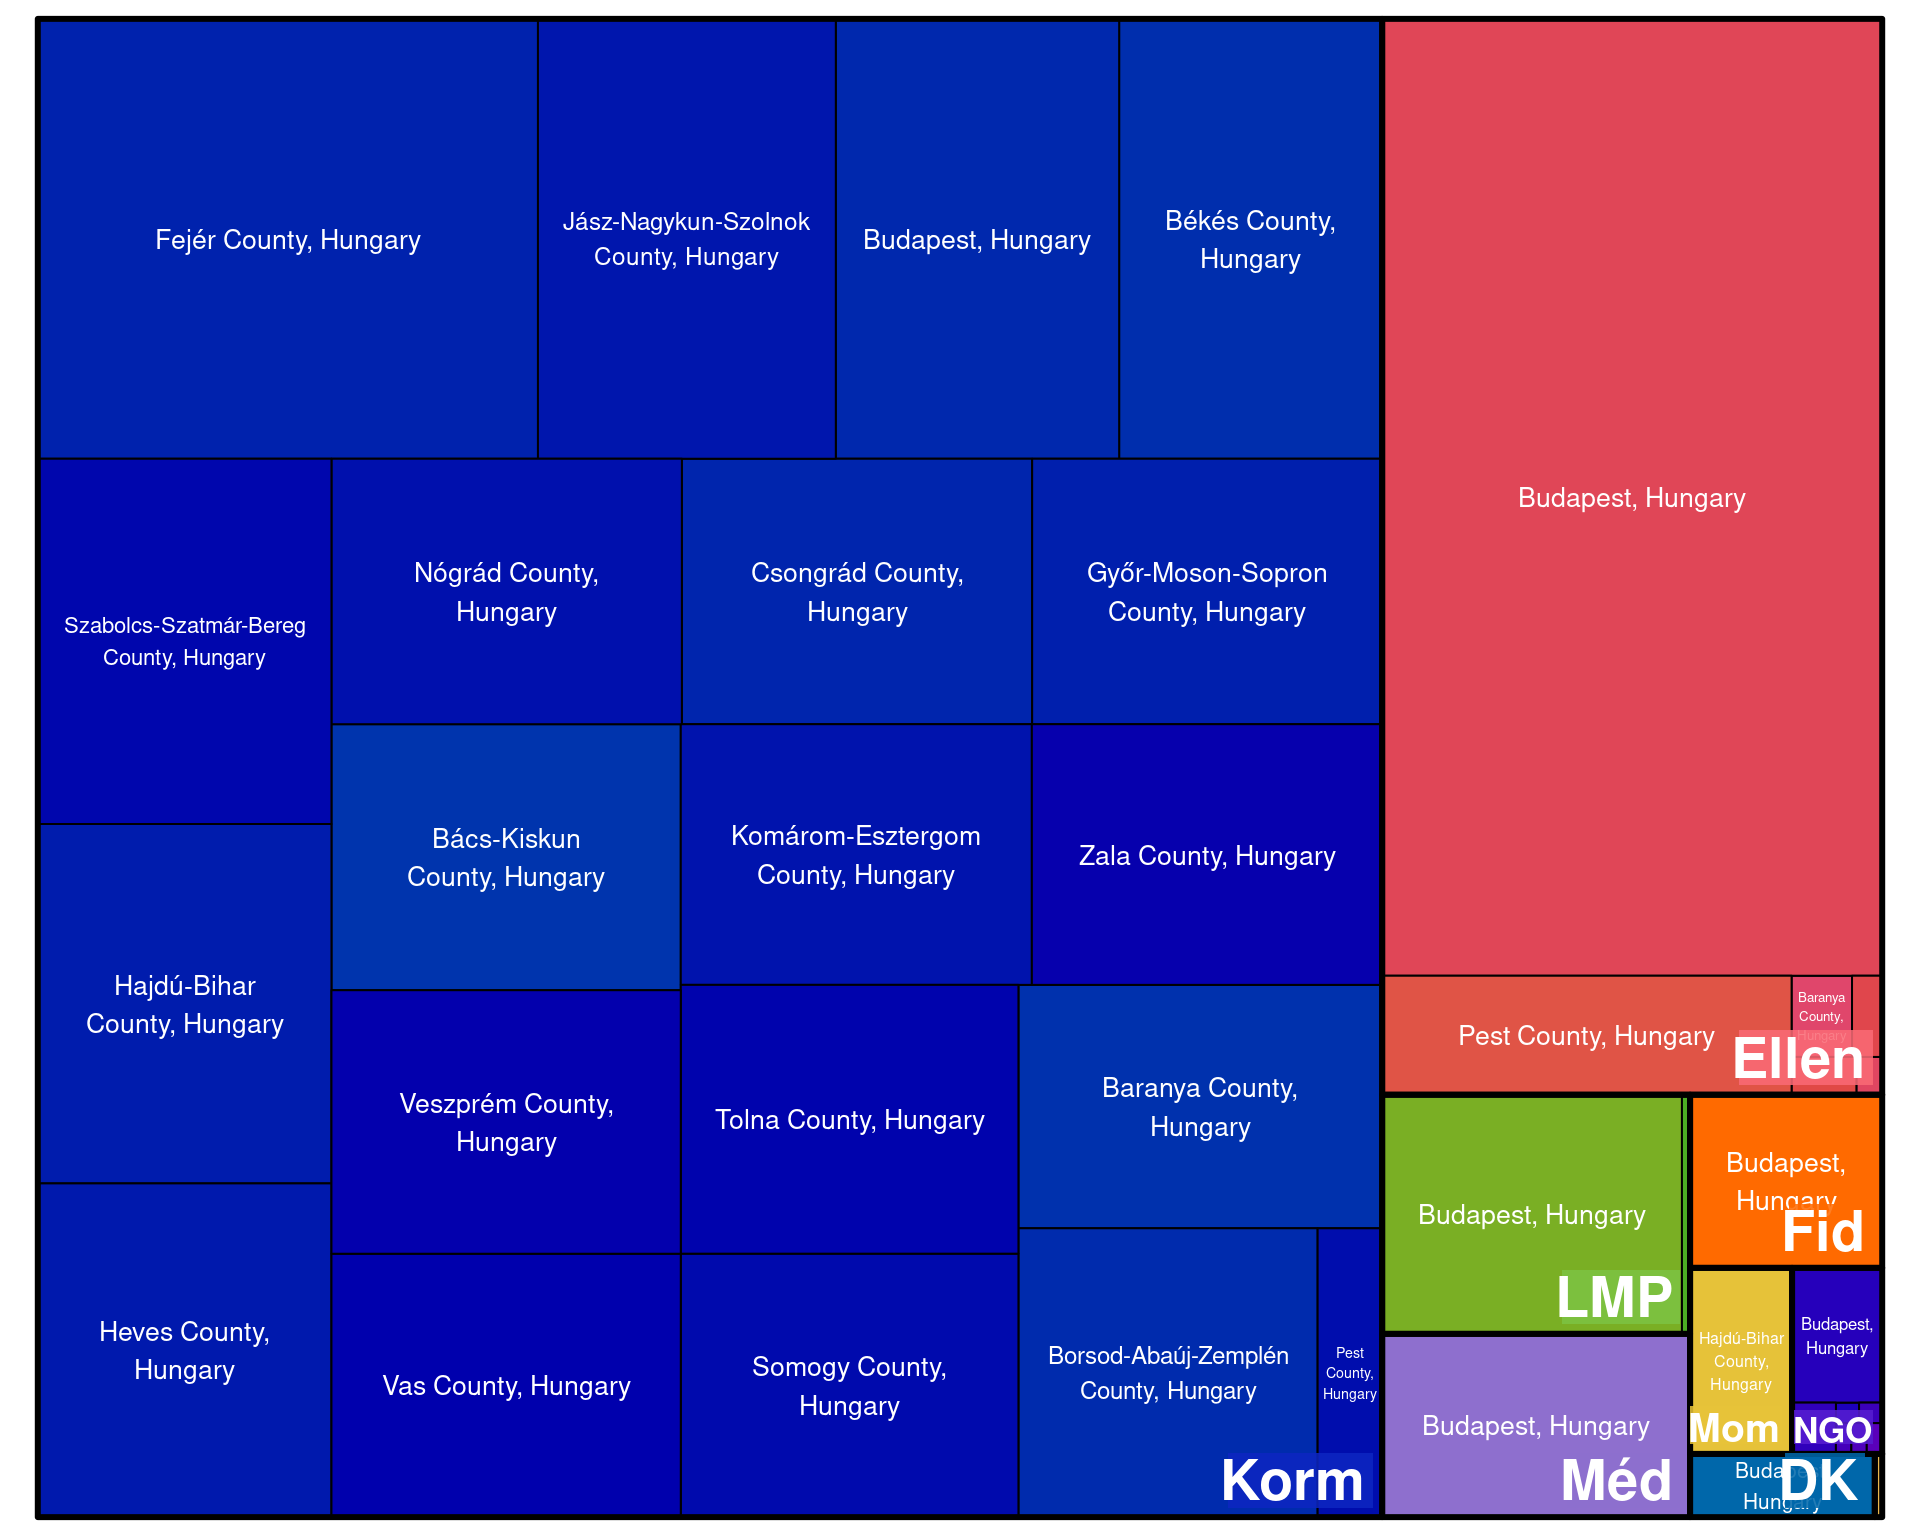 Fejér County, Hungary
Jász-Nagykun-Szolnok
County, Hungary
Budapest, Hungary
Békés County,
Hungary
Szabolcs-Szatmár-Bereg
County, Hungary
Nógrád County,
Hungary
Csongrád County,
Hungary
Győr-Moson-Sopron
County, Hungary
Hajdú-Bihar
County, Hungary
Bács-Kiskun
County, Hungary
Komárom-Esztergom
County, Hungary
Zala County, Hungary
Heves County,
Hungary
Veszprém County,
Hungary
Tolna County, Hungary
Baranya County,
Hungary
Vas County, Hungary
Somogy County,
Hungary
Borsod-Abaúj-Zemplén
County, Hungary
Pest
County,
Hungary
Korm
Budapest, Hungary
Pest County, Hungary
Baranya
County,
Hungary
Ellen
Budapest, Hungary
LMP
Budapest,
Hungary
Fid
Budapest, Hungary
Méd
Hajdú-Bihar
County,
Hungary
Mom
Budapest,
Hungary
NGO
Budapest,
Hungary
DK